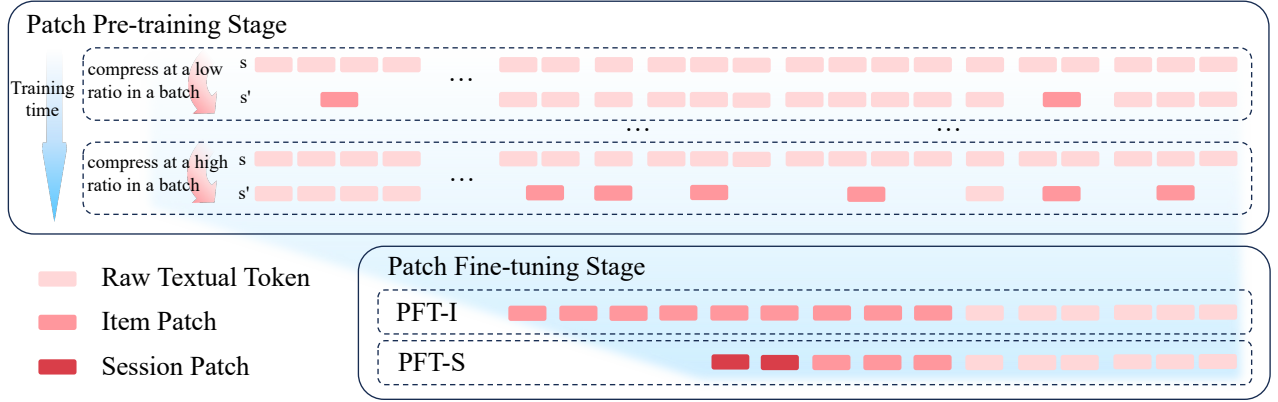 Patch Pre-training Stage
Training
time
compress at a low
ratio in a batch
s
...
s'
... ...
compress at a high
ratio in a batch
s
...
s'
Raw Textual Token
Item Patch
Session Patch
Patch Fine-tuning Stage
PFT-I
PFT-S